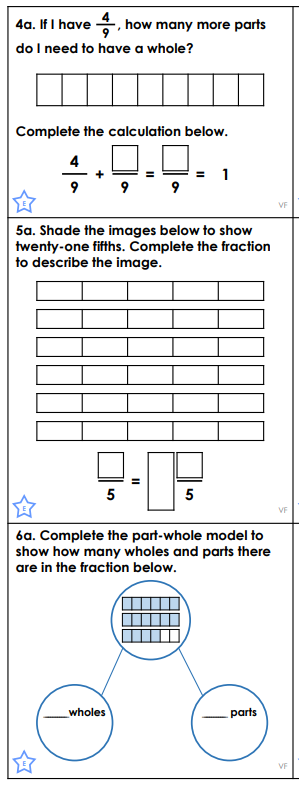 4a. If I have 4/9, how many more parts
do I need to have a whole?
Complete the calculation below.
4/9 + □/9 = □/9 = 1
E
VF
5a. Shade the images below to show
twenty-one fifths. Complete the fraction
to describe the image.
□/5 = □ □/5
E
VF
6a. Complete the part-whole model to
show how many wholes and parts there
are in the fraction below.
____wholes
____ parts
E
VF